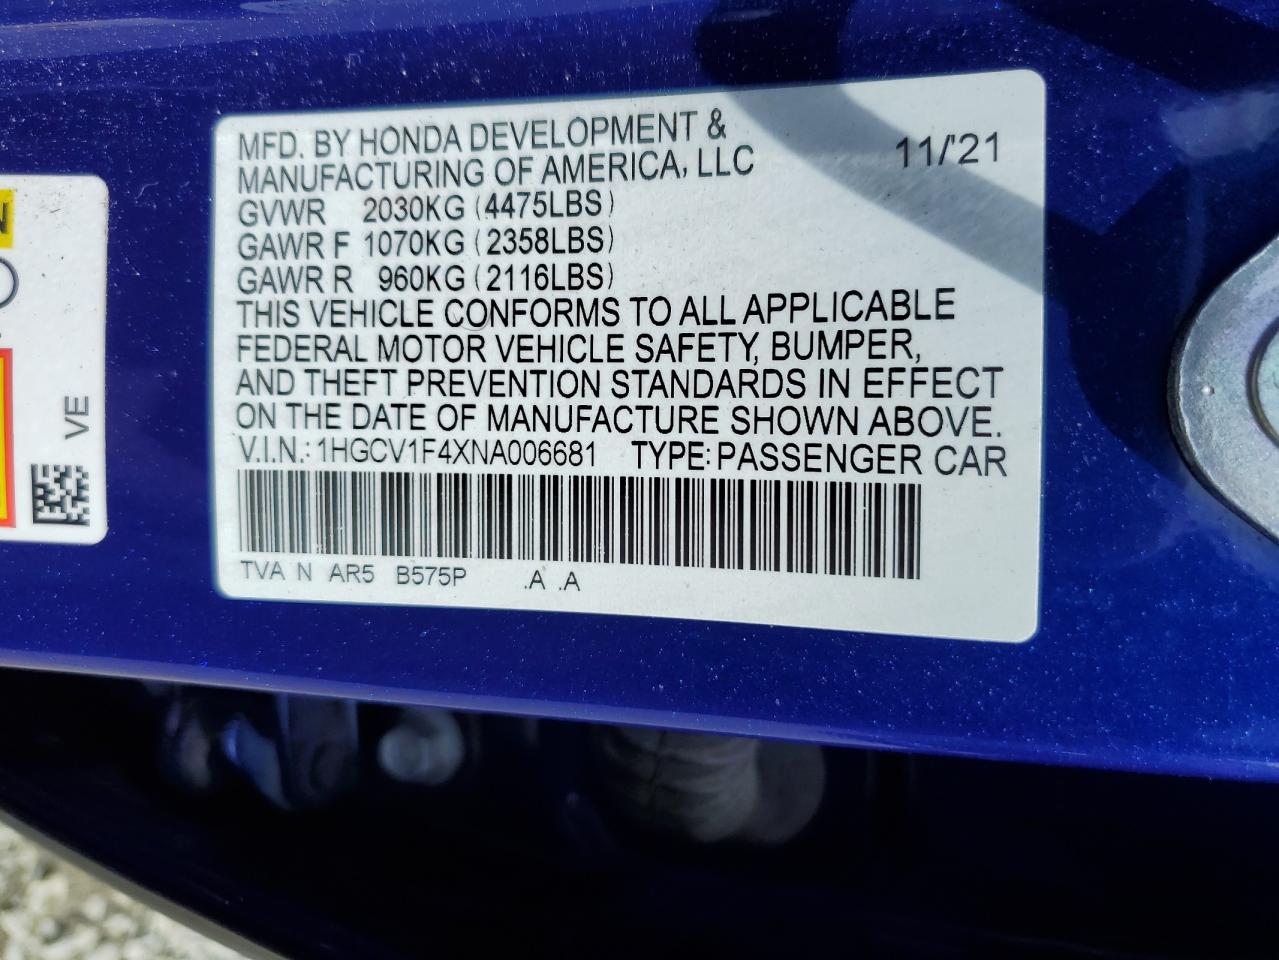 MFD. BY HONDA DEVELOPMENT & 11/'21
MANUFACTURING OF AMERICA, LLC
GVWR 2030KG (4475LBS)
GAWR F 1070KG (2358LBS)
GAWR R 960KG (2116LBS)
THIS VEHICLE CONFORMS TO ALL APPLICABLE
FEDERAL MOTOR VEHICLE SAFETY, BUMPER,
AND THEFT PREVENTION STANDARDS IN EFFECT
ON THE DATE OF MANUFACTURE SHOWN ABOVE.
V.I.N.: 1HGCV1F4XNA006681 TYPE: PASSENGER CAR
TVA N AR5 B575P .A .A
VE